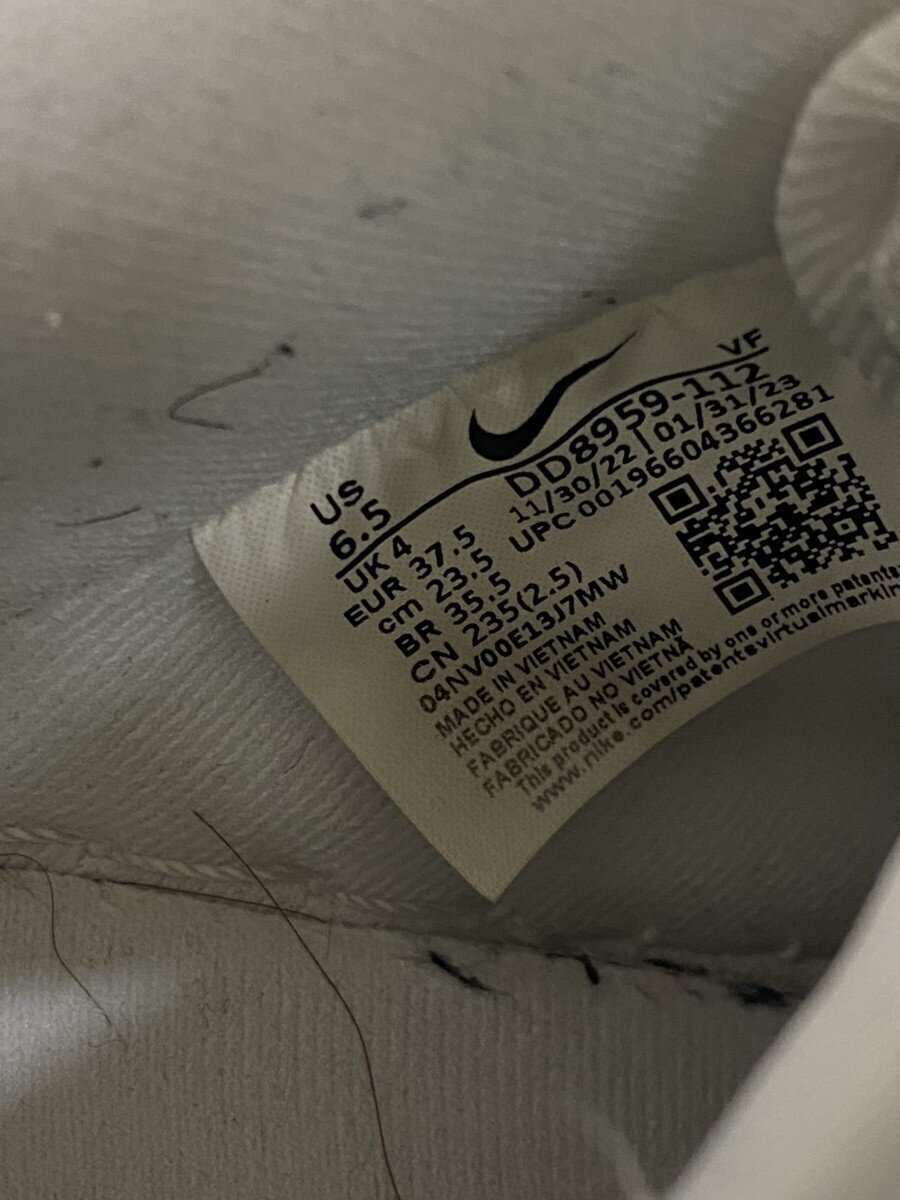 US
6.5
VF
DD8959-112
11/30/22 | 01/31/23
UPC 00196604366281
UK 4
EUR 37.5
cm 23.5
BR 35.5
CN 235(2.5)
04NV00E13J7MW
MADE IN VIETNAM
HECHO EN VIETNAM
FABRIQUE AU VIETNAM
FABRICADO NO VIETNÃ
This product is covered by one or more patents
www.nike.com/patentsvirtualmarkin